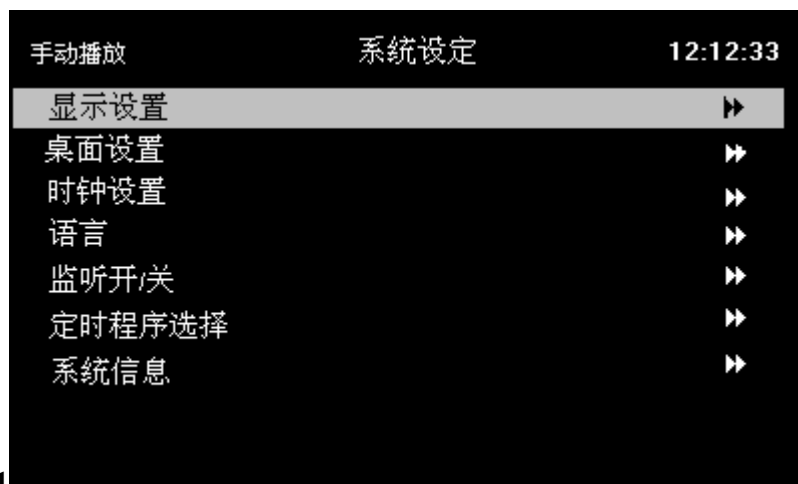 手动播放 系统设定 12:12:33
显示设置
桌面设置
时钟设置
语言
监听开/关
定时程序选择
系统信息